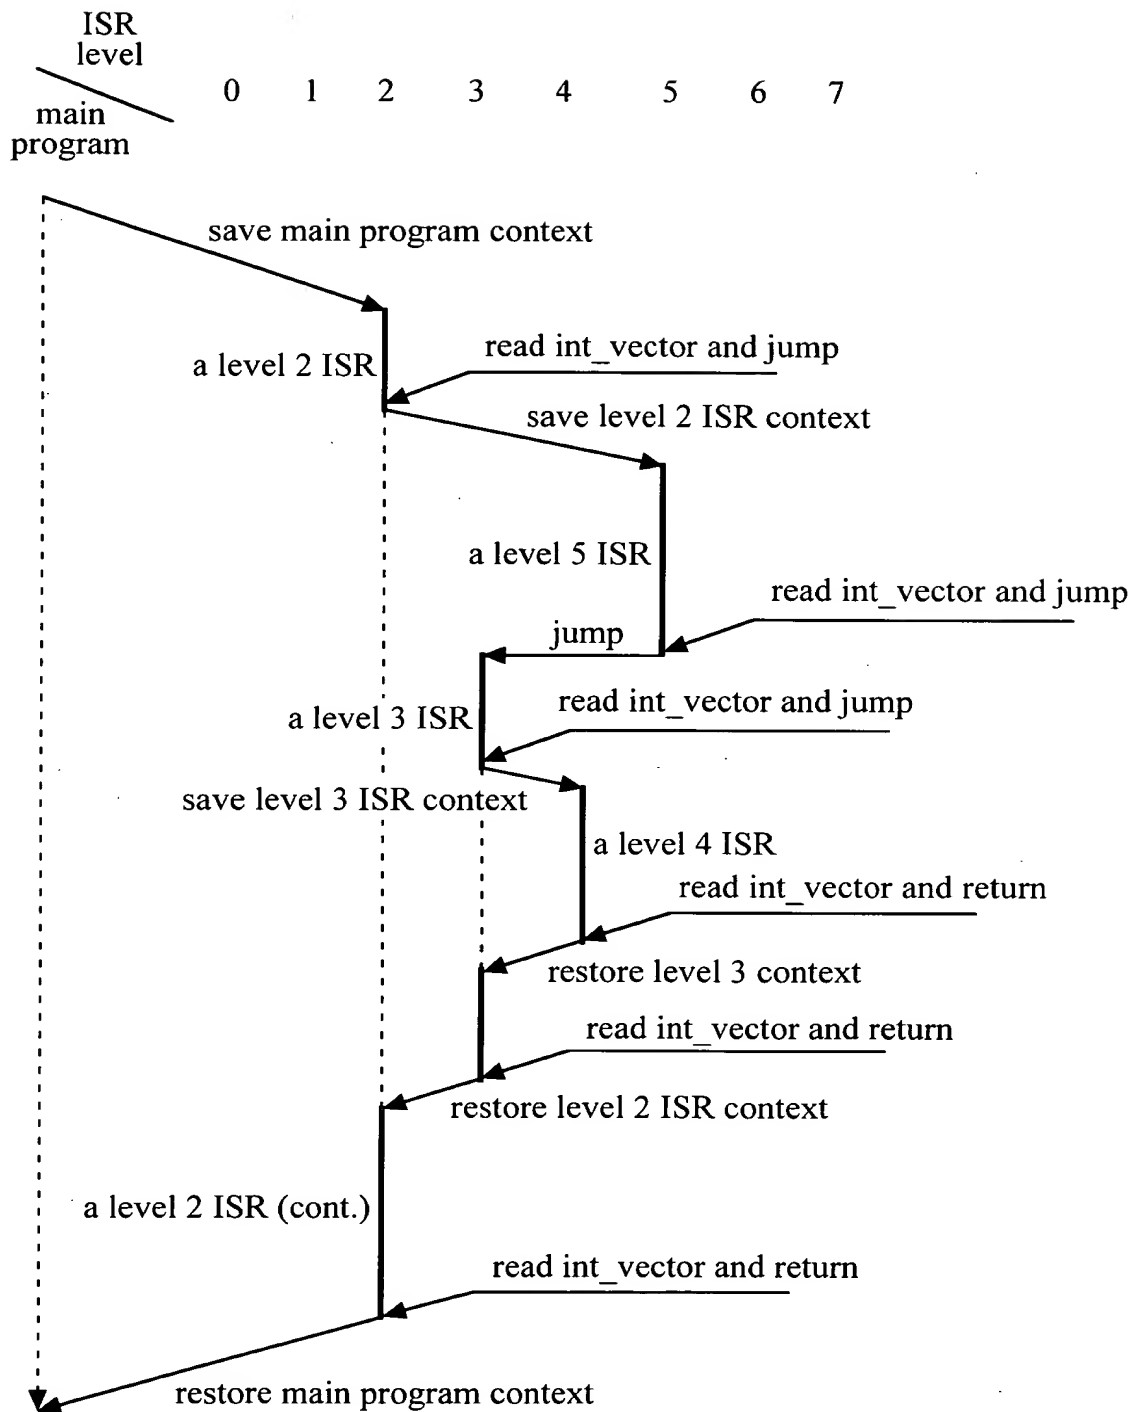 ISR
level
0 1 2 3 4 5 6 7
main
program
save main program context
read int_vector and jump
a level 2 ISR
save level 2 ISR context
a level 5 ISR
read int_vector and jump
jump
read int_vector and jump
a level 3 ISR
save level 3 ISR context
a level 4 ISR
read int_vector and return
restore level 3 context
read int_vector and return
restore level 2 ISR context
a level 2 ISR (cont.)
read int_vector and return
restore main program context